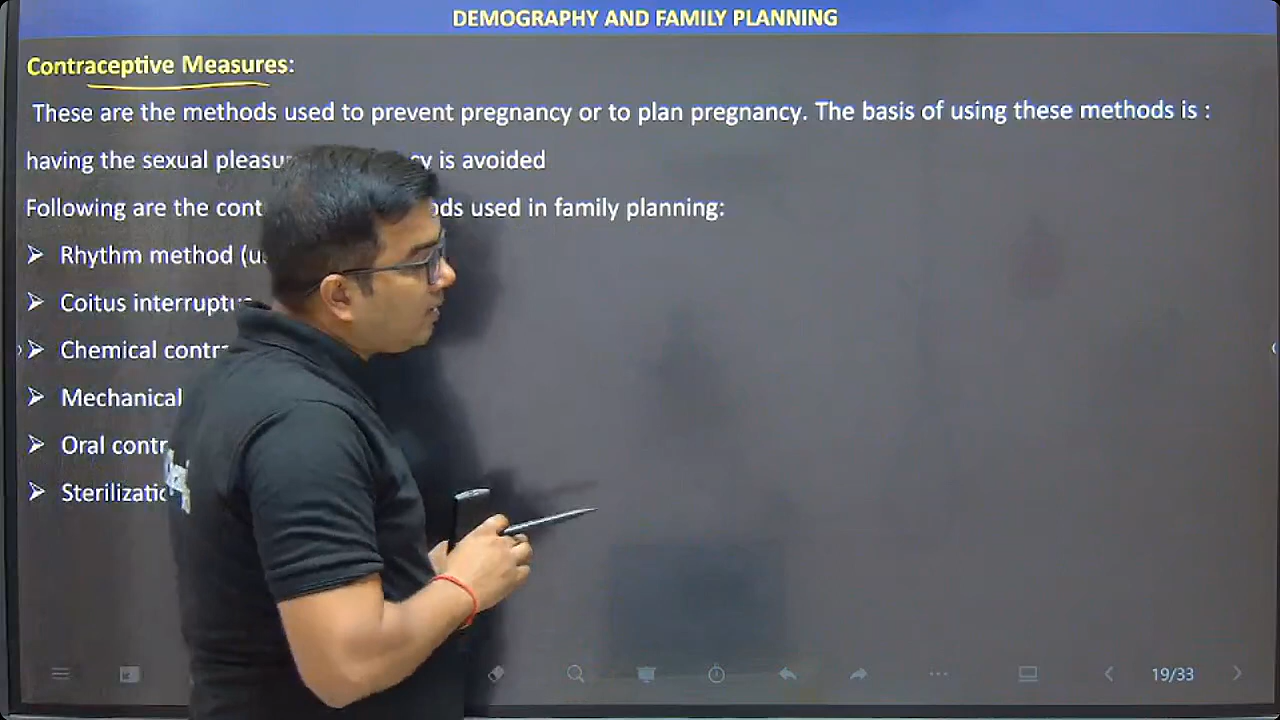 DEMOGRAPHY AND FAMILY PLANNING
Contraceptive Measures:
These are the methods used to prevent pregnancy or to plan pregnancy. The basis of using these methods is :
having the sexual is avoided
Following are the used in family planning:
Rhythm method
Coitus
Chemical
Mechanical
Oral
19/33